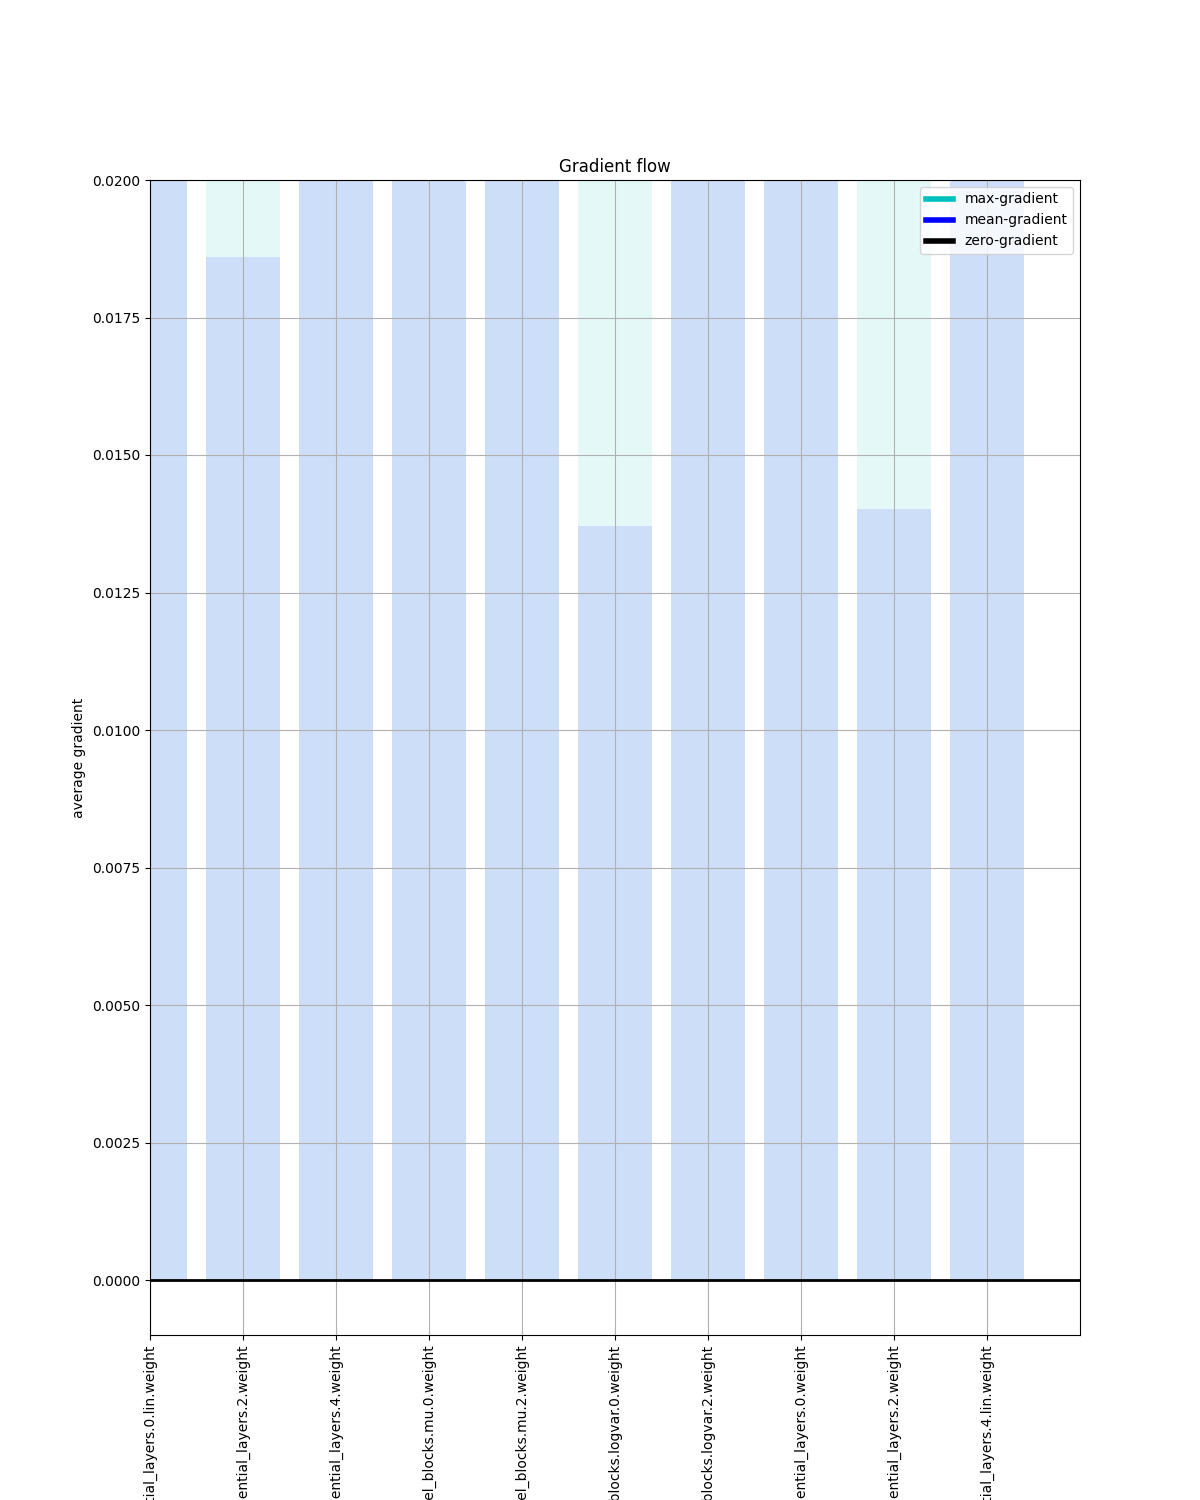 Gradient flow
max-gradient
mean-gradient
zero-gradient
0.0200
0.0175
0.0150
0.0125
0.0100
0.0075
0.0050
0.0025
0.0000
average gradient
tial_layers.0.lin.weight
ential_layers.2.weight
ential_layers.4.weight
el_blocks.mu.0.weight
el_blocks.mu.2.weight
blocks.logvar.0.weight
blocks.logvar.2.weight
ential_layers.0.weight
ential_layers.2.weight
tial_layers.4.lin.weight